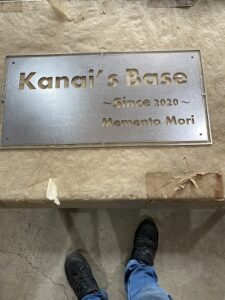 Kanai's Base
~Since 2020~
Memento Mori